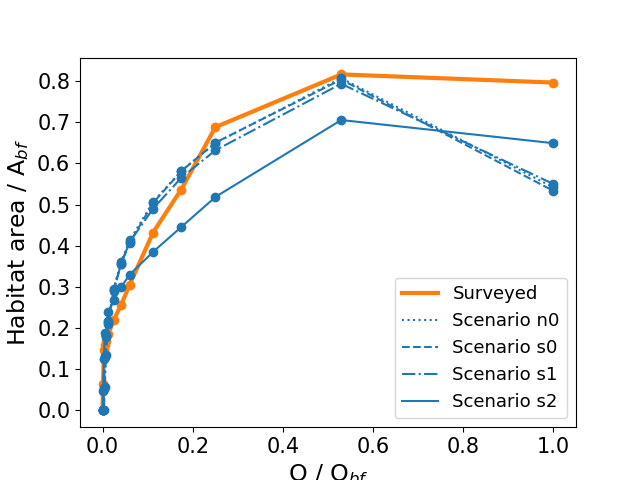 Habitat area / A_bf
0.8
0.7
0.6
0.5
0.4
0.3
0.2
0.1
0.0
Surveyed
Scenario n0
Scenario s0
Scenario s1
Scenario s2
0.0 0.2 0.4 0.6 0.8 1.0
Q / Q_bf